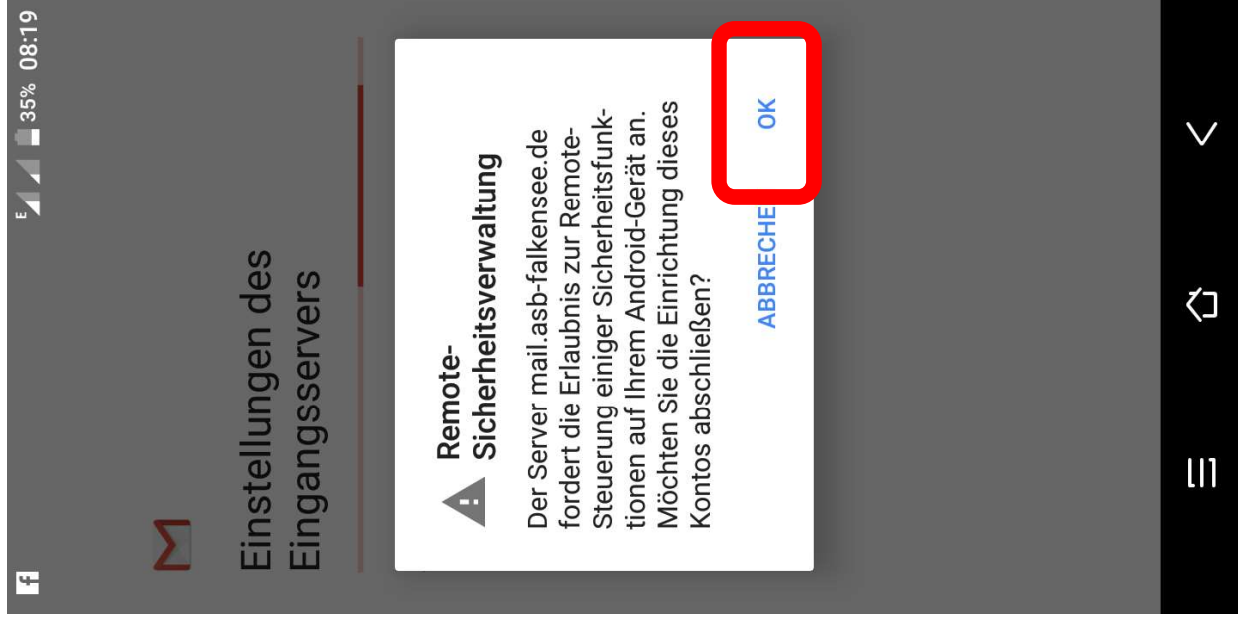 E 35% 08:19
Einstellungen des
Eingangsservers
Remote-
Sicherheitsverwaltung
Der Server mail.asb-falkensee.de
fordert die Erlaubnis zur Remote-
Steuerung einiger Sicherheitsfunk-
tionen auf Ihrem Android-Gerät an.
Möchten Sie die Einrichtung dieses
Kontos abschließen?
ABBRECHE OK